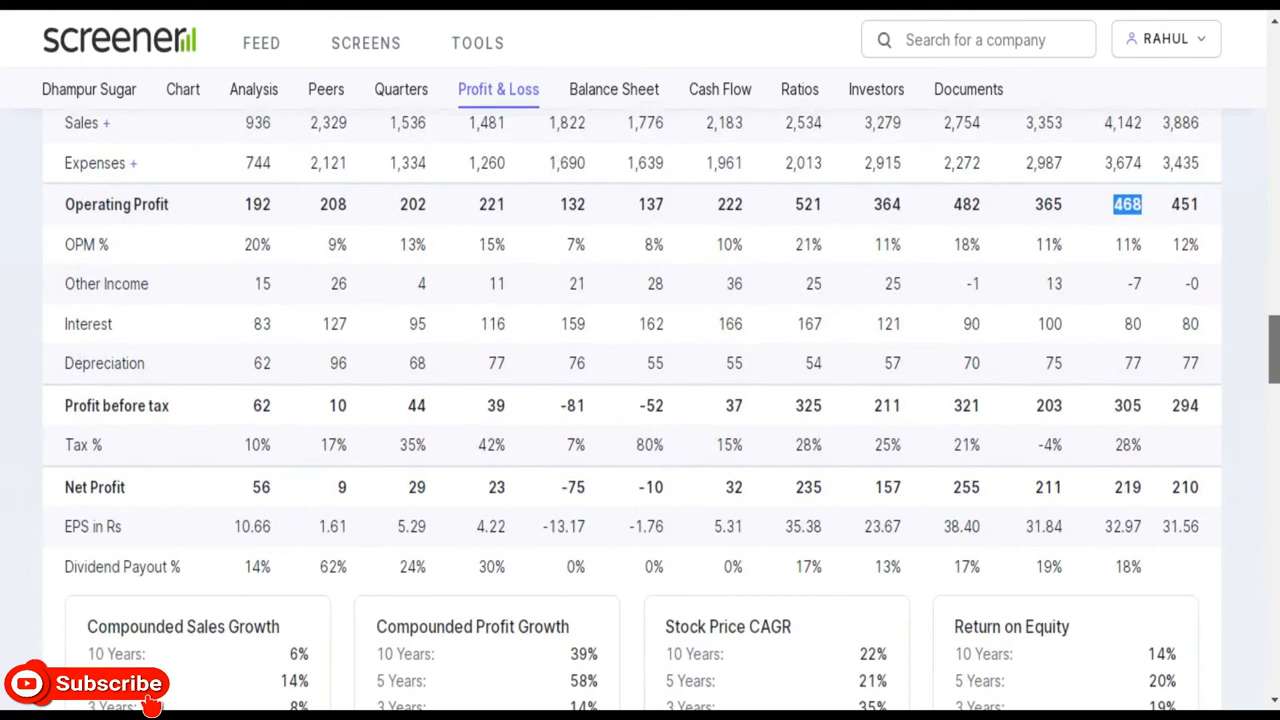 screener
FEED SCREENS TOOLS
Search for a company
RAHUL
Dhampur Sugar Chart Analysis Peers Quarters Profit & Loss Balance Sheet Cash Flow Ratios Investors Documents
Sales + 936 2,329 1,536 1,481 1,822 1,776 2,183 2,534 3,279 2,754 3,353 4,142 3,886
Expenses + 744 2,121 1,334 1,260 1,690 1,639 1,961 2,013 2,915 2,272 2,987 3,674 3,435
Operating Profit 192 208 202 221 132 137 222 521 364 482 365 468 451
OPM % 20% 9% 13% 15% 7% 8% 10% 21% 11% 18% 11% 11% 12%
Other Income 15 26 4 11 21 28 36 25 25 -1 13 -7 -0
Interest 83 127 95 116 159 162 166 167 121 90 100 80 80
Depreciation 62 96 68 77 76 55 55 54 57 70 75 77 77
Profit before tax 62 10 44 39 -81 -52 37 325 211 321 203 305 294
Tax % 10% 17% 35% 42% 7% 80% 15% 28% 25% 21% -4% 28%
Net Profit 56 9 29 23 -75 -10 32 235 157 255 211 219 210
EPS in Rs 10.66 1.61 5.29 4.22 -13.17 -1.76 5.31 35.38 23.67 38.40 31.84 32.97 31.56
Dividend Payout % 14% 62% 24% 30% 0% 0% 0% 17% 13% 17% 19% 18%
Compounded Sales Growth Compounded Profit Growth Stock Price CAGR Return on Equity
10 Years: 6% 10 Years: 39% 10 Years: 22% 10 Years: 14%
14% 5 Years: 58% 5 Years: 21% 5 Years: 20%
3 Years: 8% 3 Years: 14% 3 Years: 35% 3 Years: 19%
Subscribe